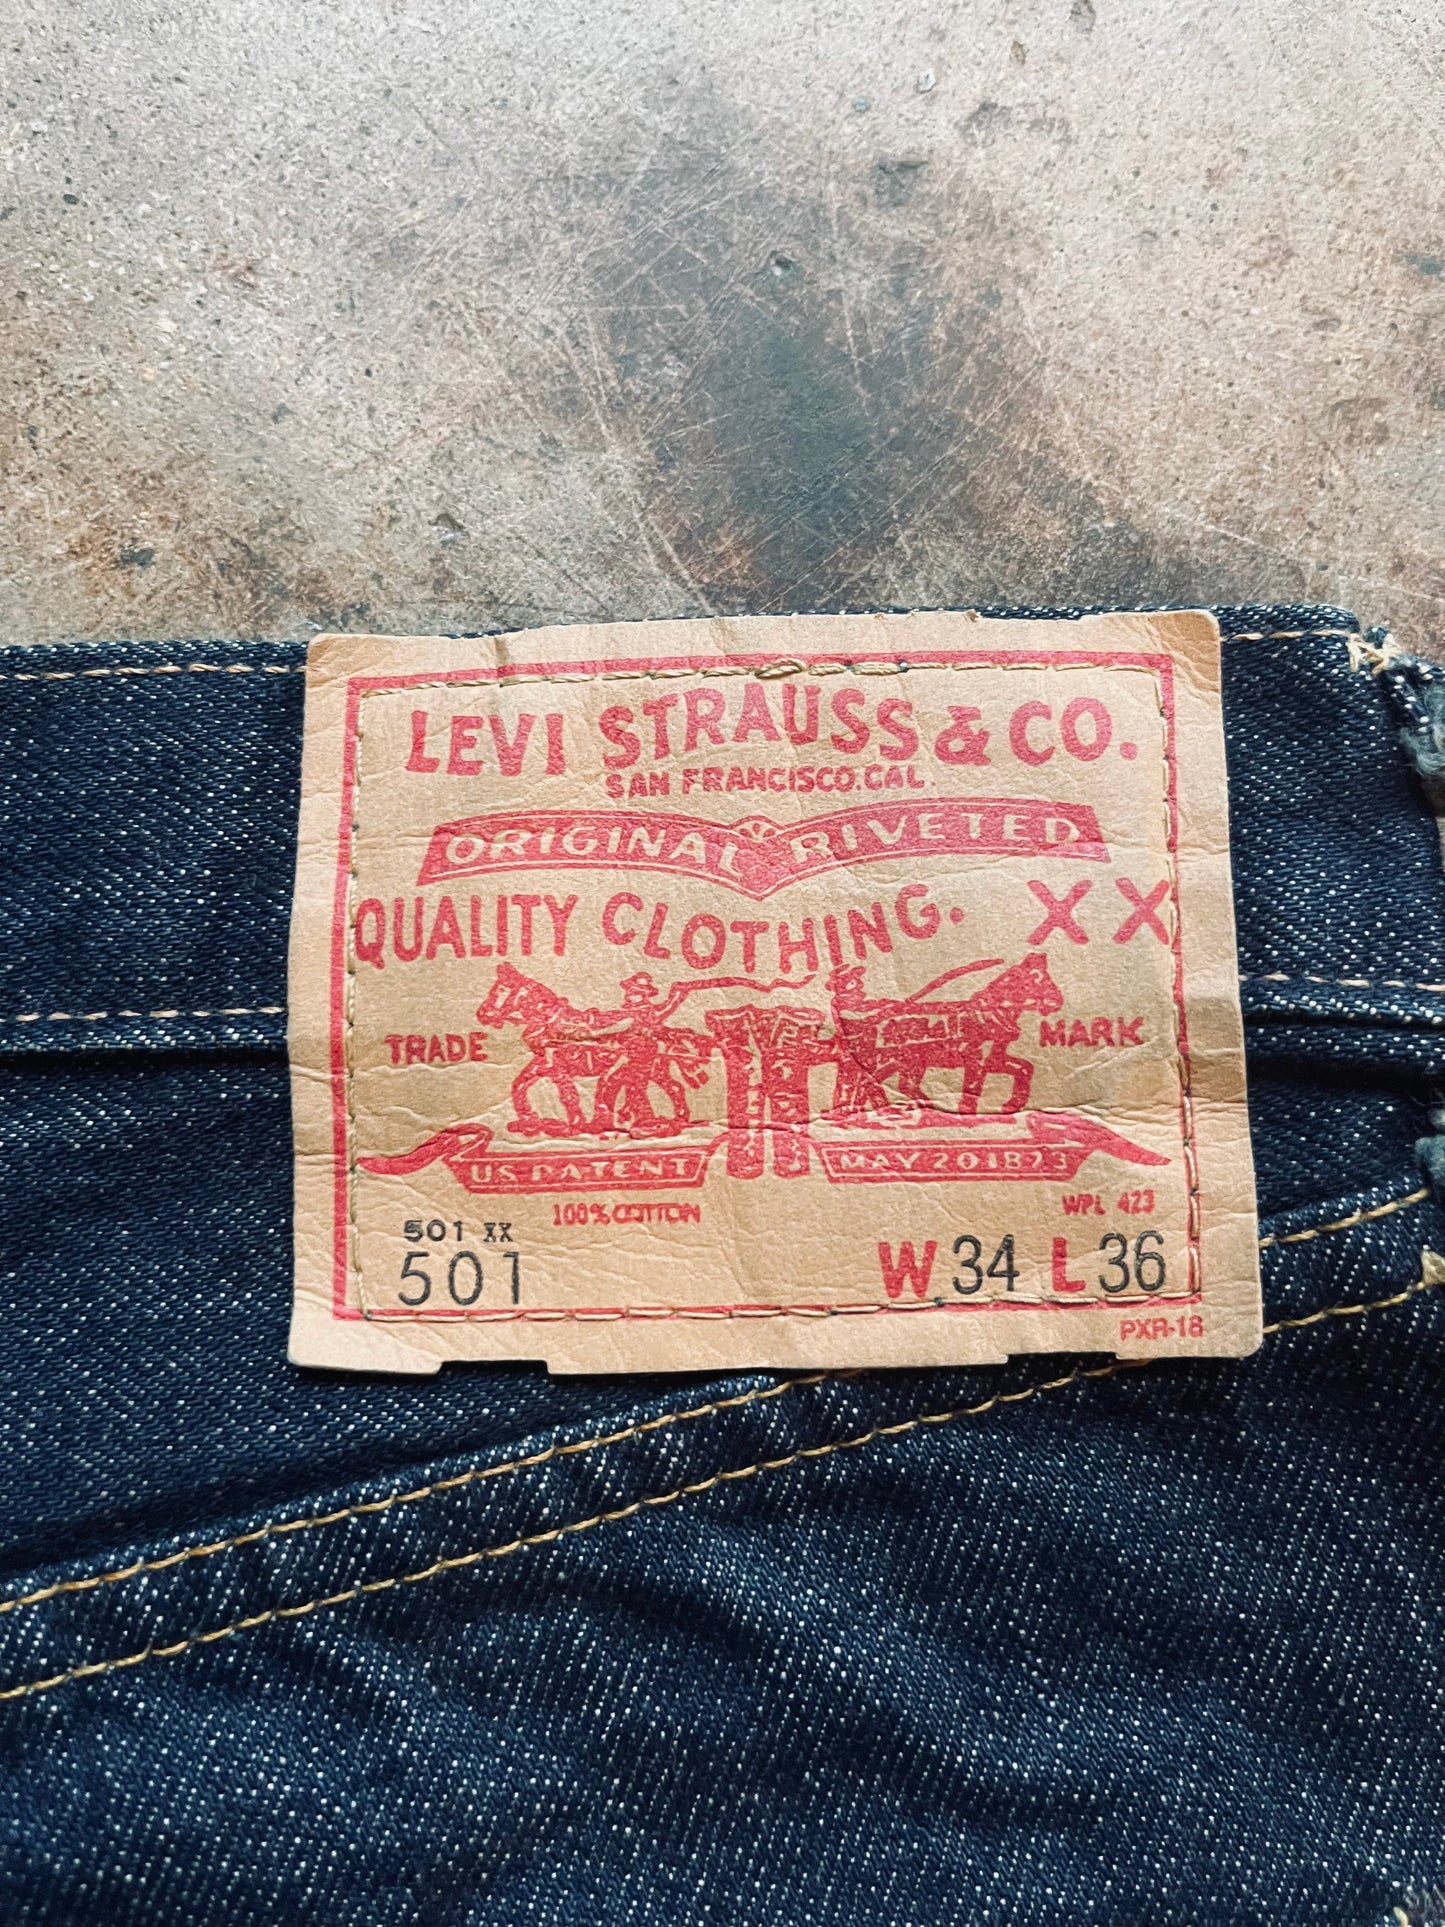 LEVI STRAUSS & CO.
SAN FRANCISCO. CAL.
ORIGINAL RIVETED
QUALITY CLOTHING. XX
TRADE MARK
US PATENT MAY 20 1873
100% COTTON WPL 423
501 XX
501 W 34 L 36
PXR-18